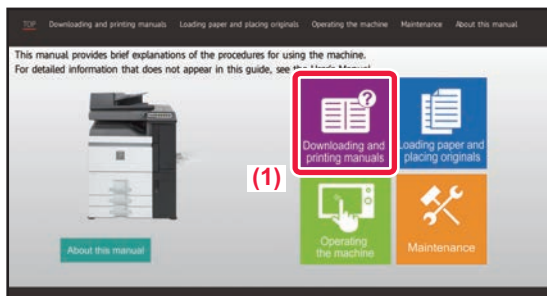 TOP Downloading and printing manuals Loading paper and placing originals Operating the machine Maintenance About this manual
This manual provides brief explanations of the procedures for using the machine.
For detailed information that does not appear in this guide, see the User's Manual.
Downloading and
printing manuals
Loading paper and
placing originals
(1)
Operating
the machine
Maintenance
About this manual